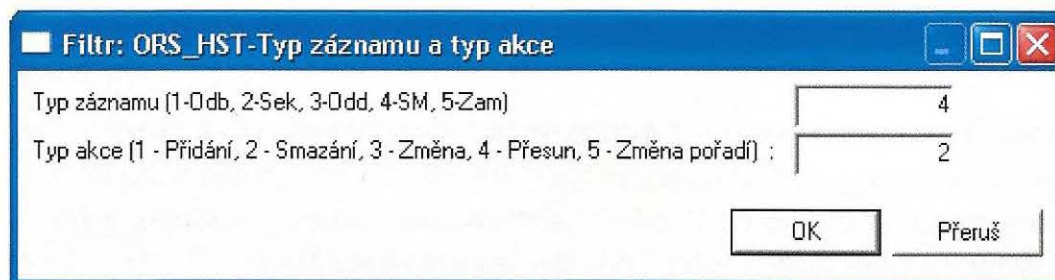 Filtr: ORS_HST-Typ záznamu a typ akce
Typ záznamu (1-Odb, 2-Sek, 3-Odd, 4-SM, 5-Zam) 4
Typ akce (1 - Přidání, 2 - Smazání, 3 - Změna, 4 - Přesun, 5 - Změna pořadí) : 2
OK Přeruš